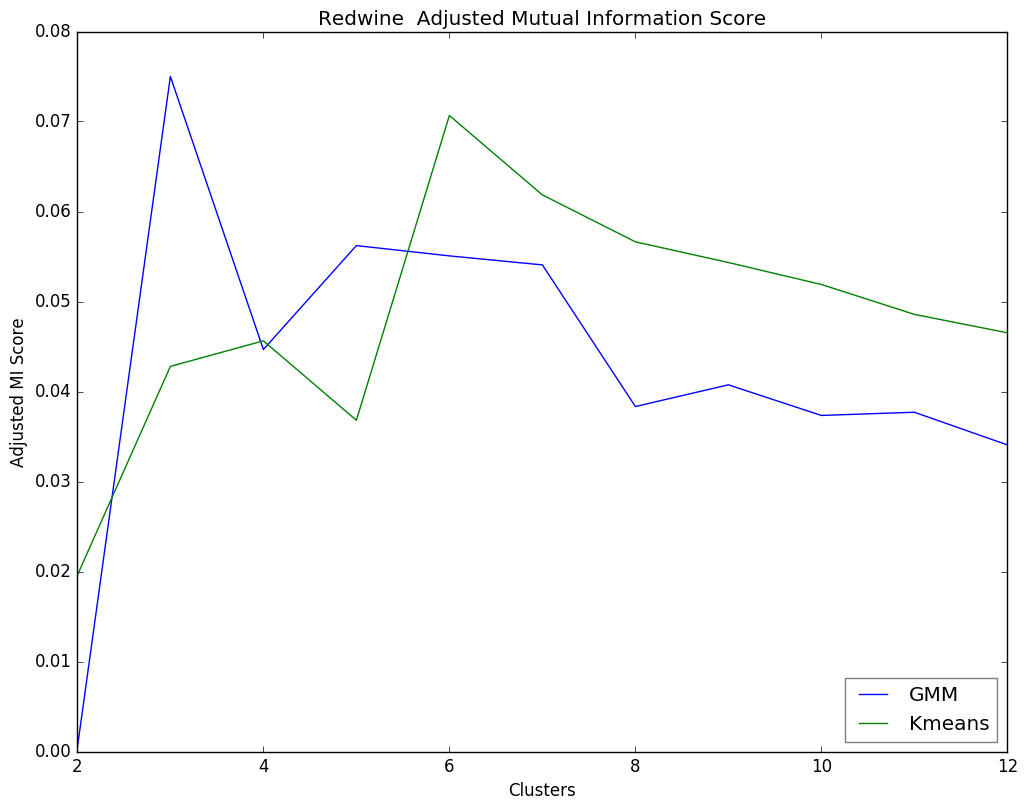 Redwine  Adjusted Mutual Information Score
0.08
0.07
0.06
0.05
0.04
0.03
0.02
0.01
0.00
Adjusted MI Score
2 4 6 8 10 12
Clusters
GMM
Kmeans